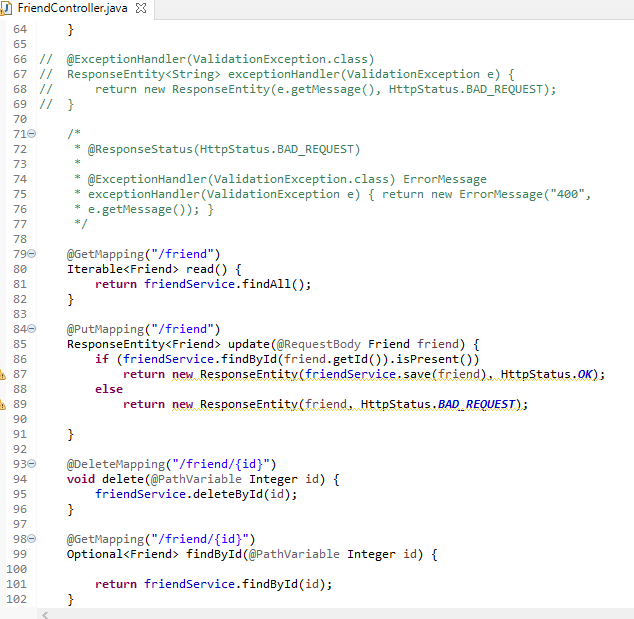 FriendController.java
64 }
65
66 // @ExceptionHandler(ValidationException.class)
67 // ResponseEntity<String> exceptionHandler(ValidationException e) {
68 // return new ResponseEntity(e.getMessage(), HttpStatus.BAD_REQUEST);
69 // }
70
71 /*
72 * @ResponseStatus(HttpStatus.BAD_REQUEST)
73 *
74 * @ExceptionHandler(ValidationException.class) ErrorMessage
75 * exceptionHandler(ValidationException e) { return new ErrorMessage("400",
76 * e.getMessage()); }
77 */
78
79 @GetMapping("/friend")
80 Iterable<Friend> read() {
81 return friendService.findAll();
82 }
83
84 @PutMapping("/friend")
85 ResponseEntity<Friend> update(@RequestBody Friend friend) {
86 if (friendService.findById(friend.getId()).isPresent())
87 return new ResponseEntity(friendService.save(friend), HttpStatus.OK);
88 else
89 return new ResponseEntity(friend, HttpStatus.BAD_REQUEST);
90
91 }
92
93 @DeleteMapping("/friend/{id}")
94 void delete(@PathVariable Integer id) {
95 friendService.deleteById(id);
96 }
97
98 @GetMapping("/friend/{id}")
99 Optional<Friend> findById(@PathVariable Integer id) {
100
101 return friendService.findById(id);
102 }